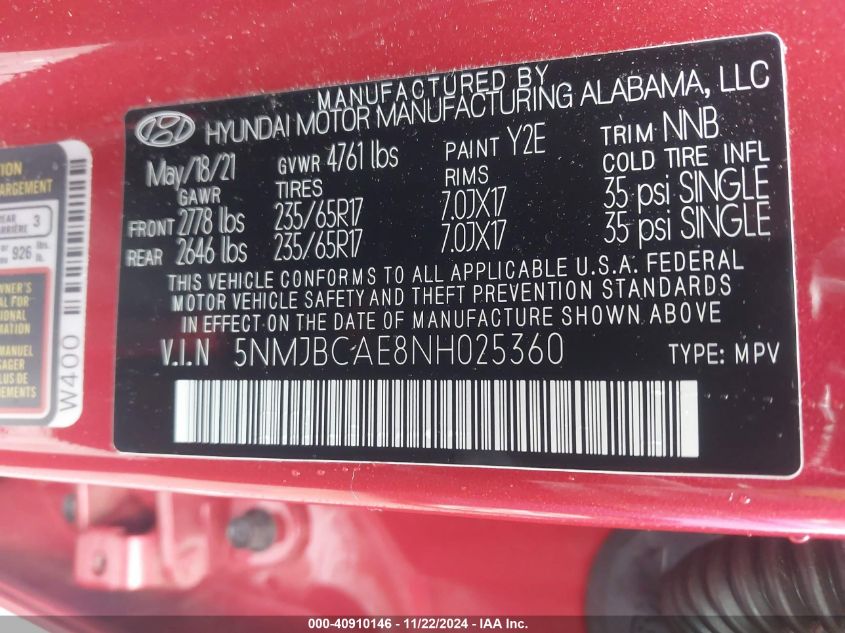 MANUFACTURED BY
HYUNDAI MOTOR MANUFACTURING ALABAMA, LLC
May/18/21 GVWR 4761 lbs PAINT Y2E TRIM NNB
GAWR TIRES RIMS COLD TIRE INFL
FRONT 2778 lbs 235/65R17 7.0JX17 35 psi SINGLE
REAR 2646 lbs 235/65R17 7.0JX17 35 psi SINGLE
THIS VEHICLE CONFORMS TO ALL APPLICABLE U.S.A. FEDERAL
MOTOR VEHICLE SAFETY AND THEFT PREVENTION STANDARDS
IN EFFECT ON THE DATE OF MANUFACTURE SHOWN ABOVE.
V.I.N 5NMJBCAE8NH025360 TYPE: MPV
3
926 lbs.
W400
000-40910146 - 11/22/2024 - IAA Inc.